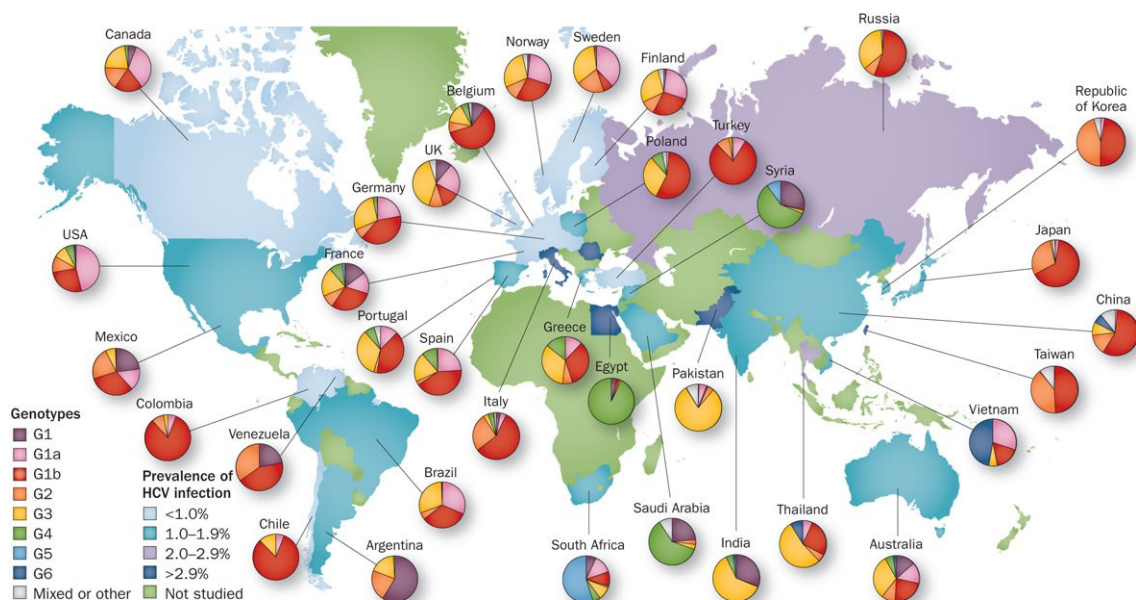 Canada
Norway
Sweden
Finland
Russia
Belgium
UK
Poland
Turkey
Syria
Republic
of Korea
Germany
USA
France
Japan
China
Mexico
Portugal
Spain
Greece
Egypt
Pakistan
Taiwan
Vietnam
Colombia
Venezuela
Italy
Brazil
Chile
Argentina
South Africa
Saudi Arabia
India
Thailand
Australia
Genotypes
G1
G1a
G1b
G2
G3
G4
G5
G6
Mixed or other
Prevalence of
HCV infection
<1.0%
1.0–1.9%
2.0–2.9%
>2.9%
Not studied